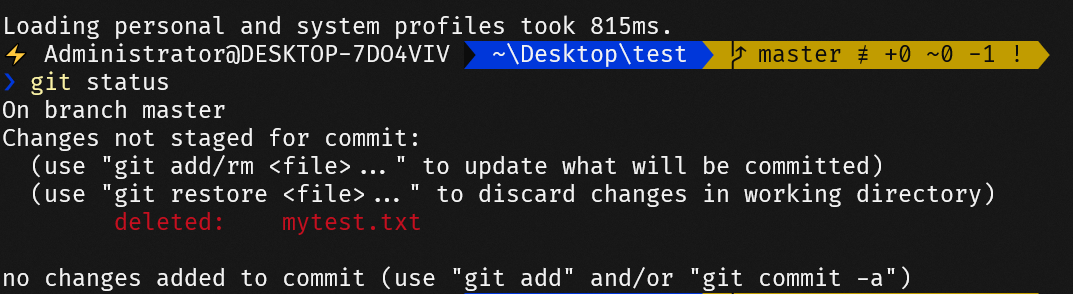 Loading personal and system profiles took 815ms.
⚡ Administrator@DESKTOP-7DO4VIV ~\Desktop\test master ≢ +0 ~0 -1 !
❯ git status
On branch master
Changes not staged for commit:
  (use "git add/rm <file>..." to update what will be committed)
  (use "git restore <file>..." to discard changes in working directory)
        deleted:    mytest.txt

no changes added to commit (use "git add" and/or "git commit -a")